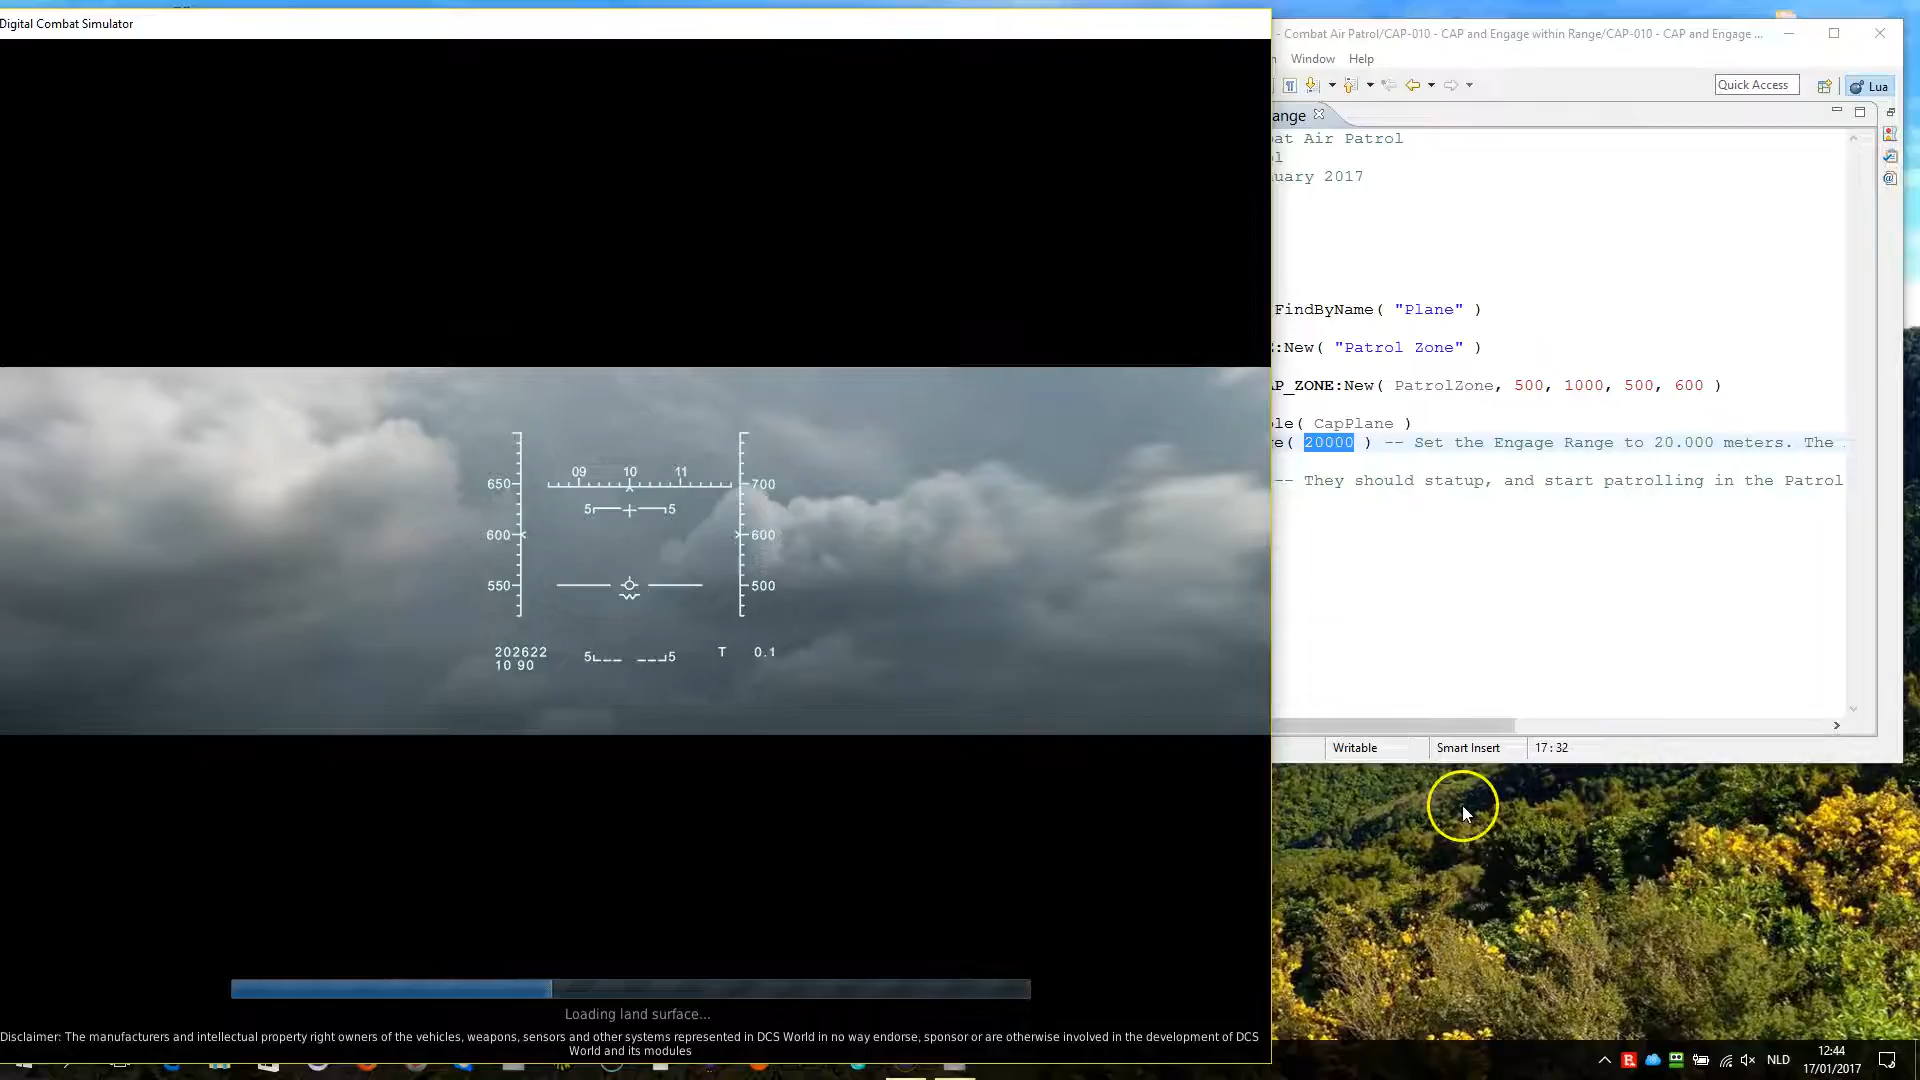 Digital Combat Simulator
- Combat Air Patrol/CAP-010 - CAP and Engage within Range/CAP-010 - CAP and Engage ...
Window Help
Quick Access
Lua
ange
at Air Patrol
l
uary 2017
FindByName( "Plane" )
:New( "Patrol Zone" )
AP_ZONE:New( PatrolZone, 500, 1000, 500, 600 )
le( CapPlane )
e( 20000 ) -- Set the Engage Range to 20.000 meters. The
-- They should statup, and start patrolling in the Patrol
Writable
Smart Insert
17 : 32
09 10 11
650 700
5 5
600 600
550 500
202622 5 5 T 0.1
10 90
Loading land surface...
Disclaimer: The manufacturers and intellectual property right owners of the vehicles, weapons, sensors and other systems represented in DCS World in no way endorse, sponsor or are otherwise involved in the development of DCS
World and its modules
NLD
12:44
17/01/2017